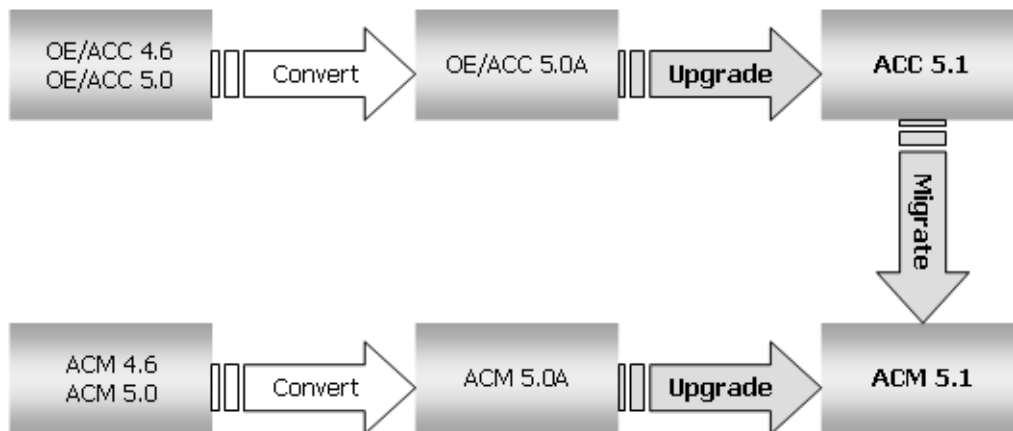 OE/ACC 4.6
OE/ACC 5.0
Convert
OE/ACC 5.0A
Upgrade
ACC 5.1
Migrate
ACM 4.6
ACM 5.0
Convert
ACM 5.0A
Upgrade
ACM 5.1